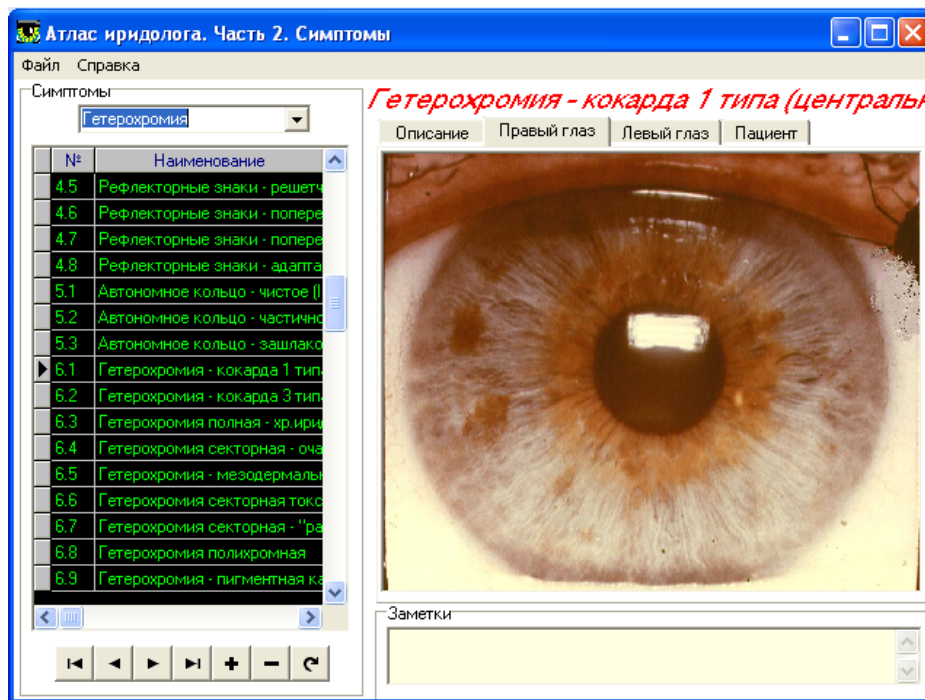 Атлас иридолога. Часть 2. Симптомы
Файл Справка
Симптомы
Гетерохромия
Гетерохромия - кокарда 1 типа (центральн
Описание Правый глаз Левый глаз Пациент
№ Наименование
4.5 Рефлекторные знаки - решетч
4.6 Рефлекторные знаки - попере
4.7 Рефлекторные знаки - попере
4.8 Рефлекторные знаки - адапта
5.1 Автономное кольцо - чистое (
5.2 Автономное кольцо - частично
5.3 Автономное кольцо - зашлако
6.1 Гетерохромия - кокарда 1 типа
6.2 Гетерохромия - кокарда 3 типа
6.3 Гетерохромия полная - хр.ирид
6.4 Гетерохромия секторная - оча
6.5 Гетерохромия - мезодермальн
6.6 Гетерохромия секторная токс
6.7 Гетерохромия секторная - "ра
6.8 Гетерохромия полихромная
6.9 Гетерохромия - пигментная ка
Заметки